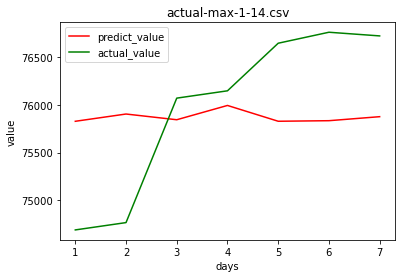 actual-max-1-14.csv
predict_value
actual_value
76500
76000
75500
75000
value
1 2 3 4 5 6 7
days